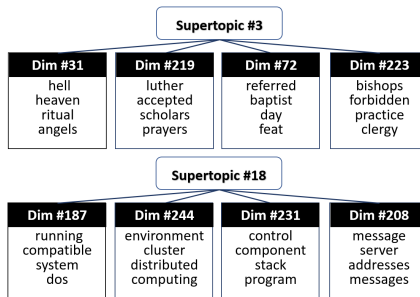 Supertopic #3
Dim #31 Dim #219 Dim #72 Dim #223
hell luther referred bishops
heaven accepted baptist forbidden
ritual scholars day practice
angels prayers feat clergy
Supertopic #18
Dim #187 Dim #244 Dim #231 Dim #208
running environment control message
compatible cluster component server
system distributed stack addresses
dos computing program messages